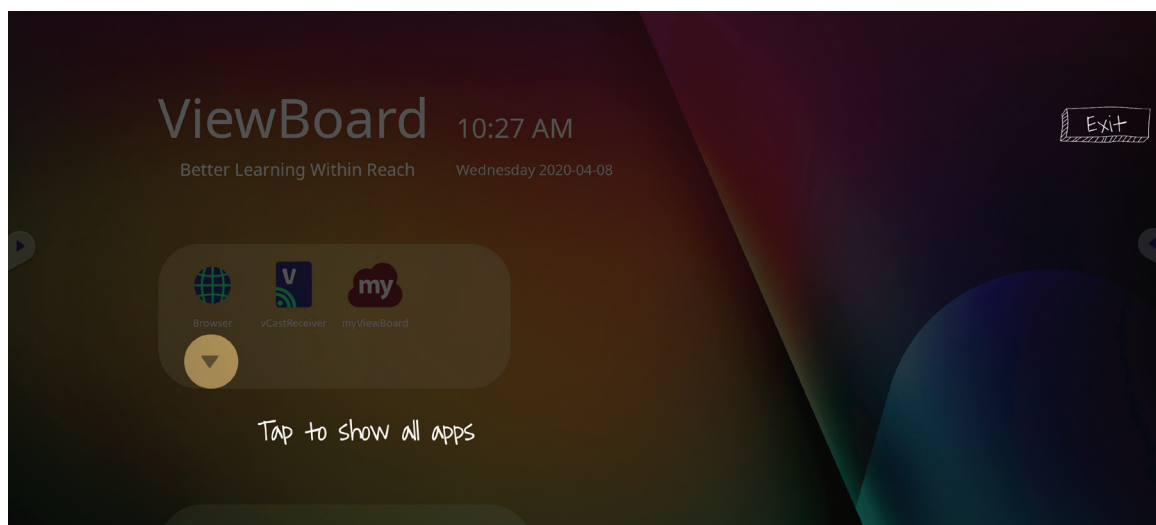 ViewBoard
10:27 AM
Exit
Better Learning Within Reach
Wednesday 2020-04-08
V
my
Browser
vCastReceiver
myViewBoard
Tap to show all apps